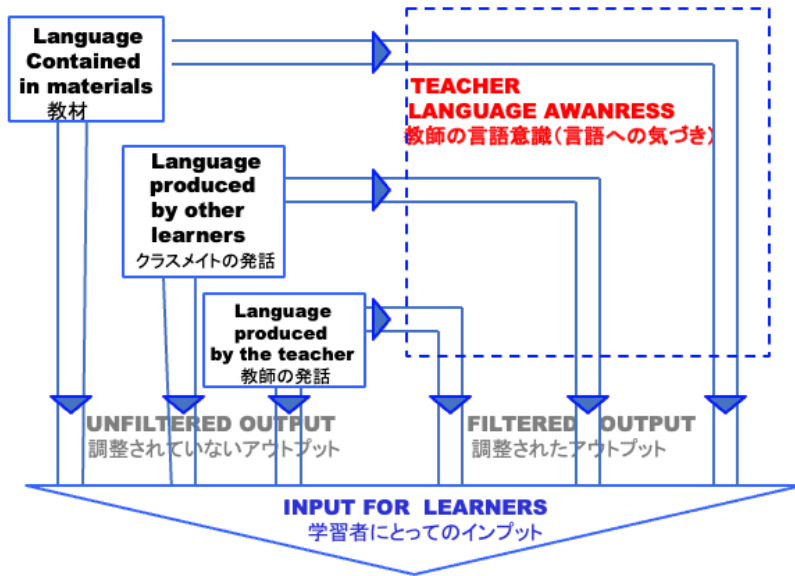 Language
Contained
in materials
教材
TEACHER
LANGUAGE AWANRESS
教師の言語意識(言語への気づき)
Language
produced
by other
learners
クラスメイトの発話
Language
produced
by the teacher
教師の発話
UNFILTERED OUTPUT
調整されていないアウトプット
FILTERED OUTPUT
調整されたアウトプット
INPUT FOR LEARNERS
学習者にとってのインプット